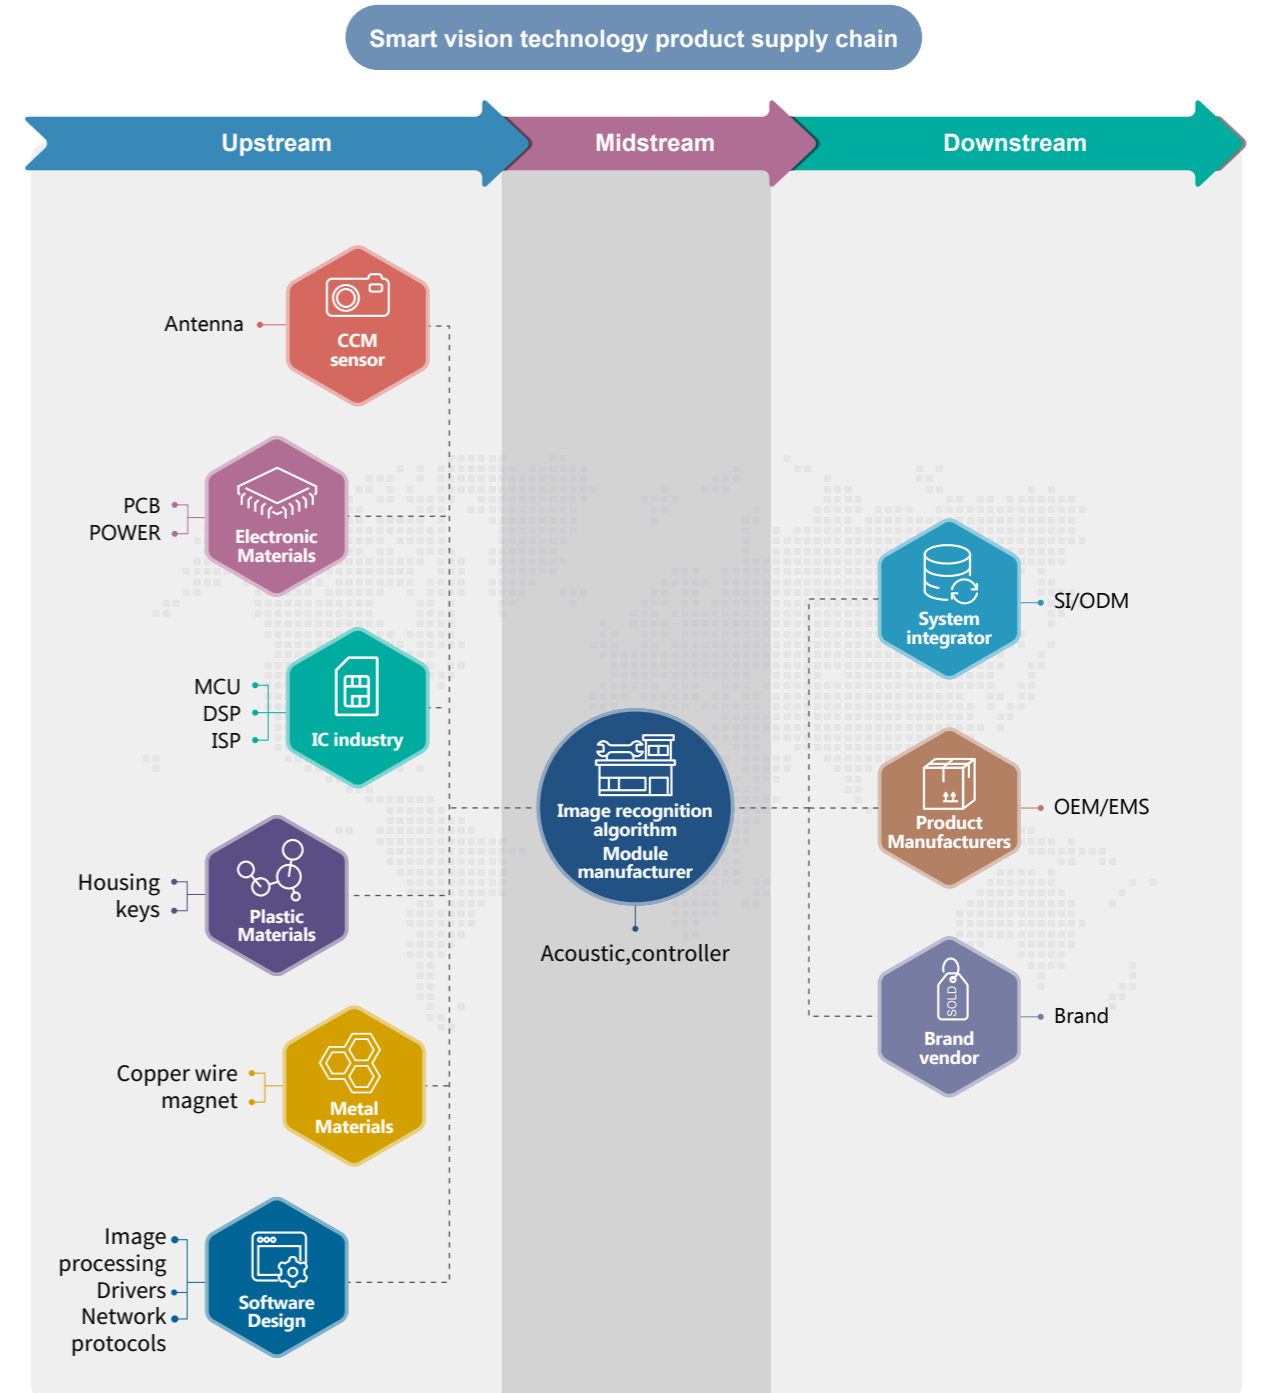 Smart vision technology product supply chain
Upstream
Midstream
Downstream
Antenna
CCM
sensor
PCB
POWER
Electronic
Materials
MCU
DSP
ISP
IC industry
Housing
keys
Plastic
Materials
Copper wire
magnet
Metal
Materials
Image
processing
Drivers
Network
protocols
Software
Design
Image recognition
algorithm
Module
manufacturer
Acoustic,controller
System
integrator
SI/ODM
Product
Manufacturers
OEM/EMS
SOLD
Brand
vendor
Brand